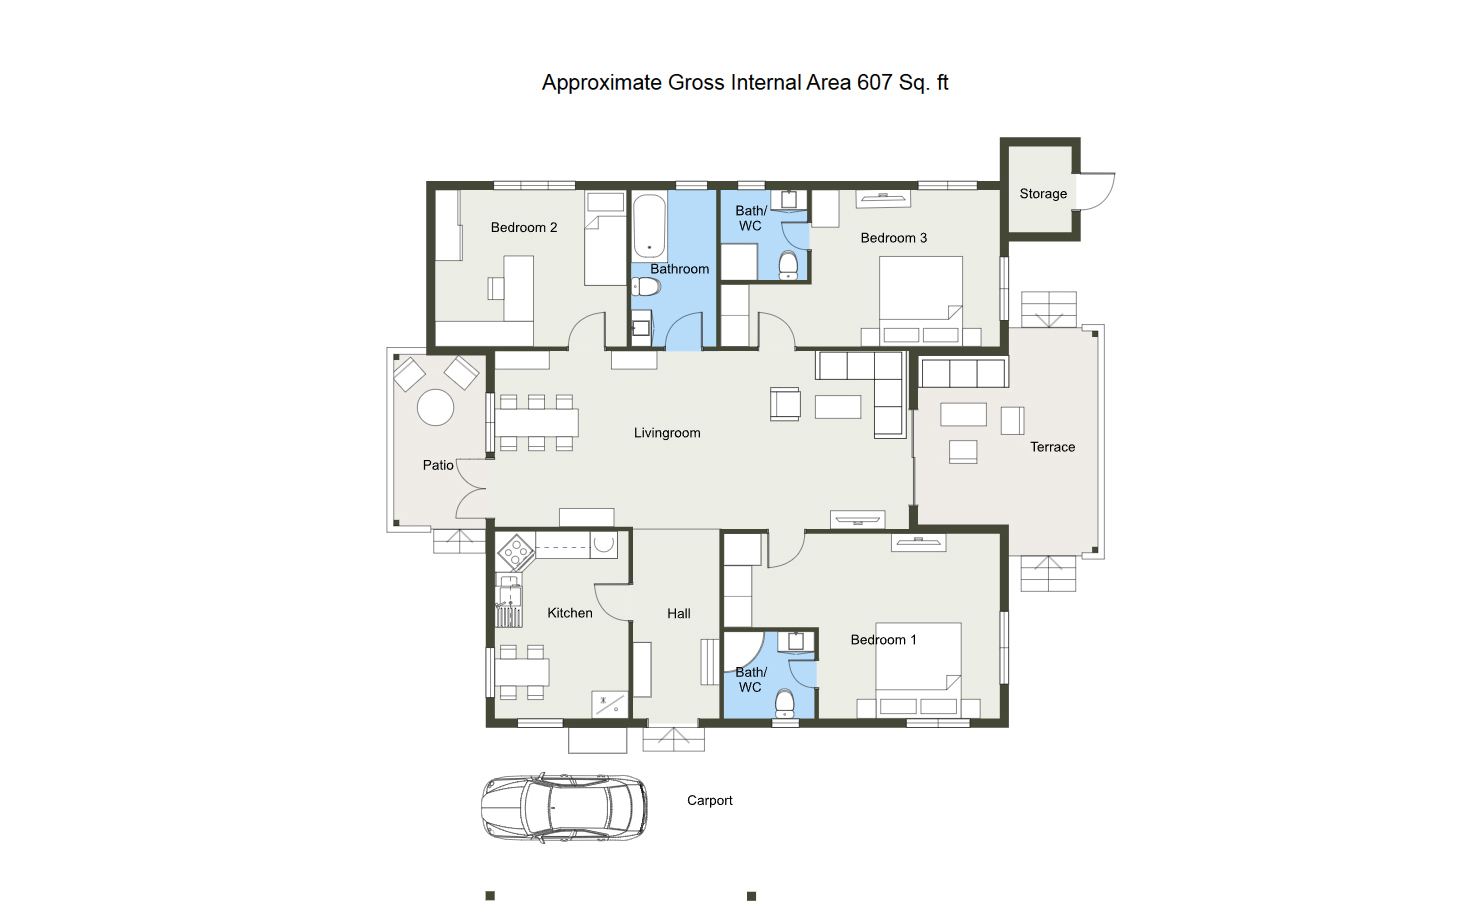 Approximate Gross Internal Area 607 Sq. ft
Storage
Bedroom 2
Bath/
WC
Bedroom 3
Bathroom
Livingroom
Patio
Terrace
Kitchen
Hall
Bedroom 1
Bath/
WC
Carport